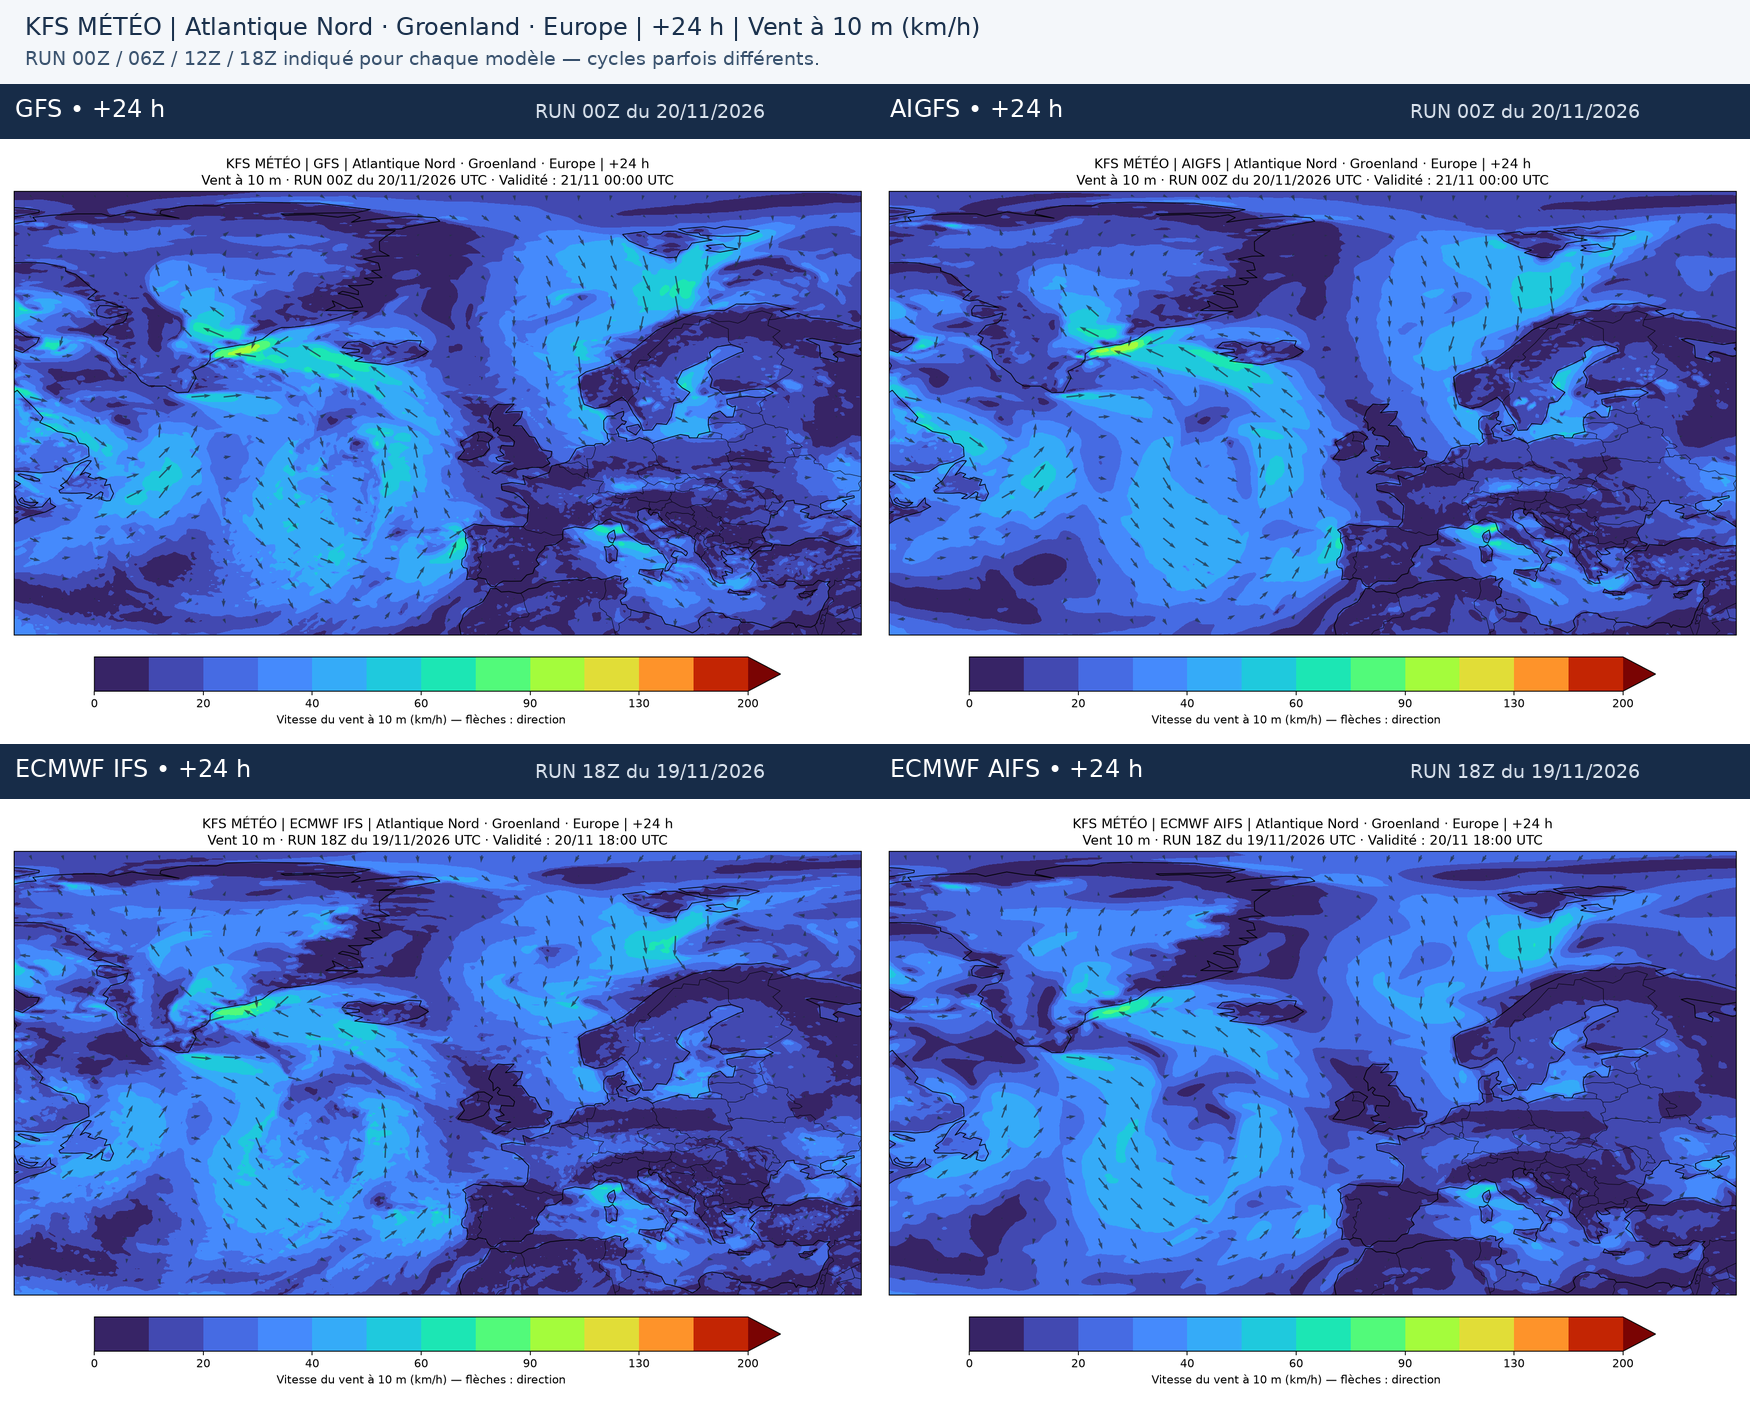 KFS MÉTÉO | Atlantique Nord · Groenland · Europe | +24 h | Vent à 10 m (km/h)
RUN 00Z / 06Z / 12Z / 18Z indiqué pour chaque modèle — cycles parfois différents.
GFS • +24 h
RUN 00Z du 20/11/2026
AIGFS • +24 h
RUN 00Z du 20/11/2026
KFS MÉTÉO | GFS | Atlantique Nord · Groenland · Europe | +24 h
Vent à 10 m · RUN 00Z du 20/11/2026 UTC · Validité : 21/11 00:00 UTC
KFS MÉTÉO | AIGFS | Atlantique Nord · Groenland · Europe | +24 h
Vent à 10 m · RUN 00Z du 20/11/2026 UTC · Validité : 21/11 00:00 UTC
0 20 40 60 90 130 200
Vitesse du vent à 10 m (km/h) — flèches : direction
0 20 40 60 90 130 200
Vitesse du vent à 10 m (km/h) — flèches : direction
ECMWF IFS • +24 h
RUN 18Z du 19/11/2026
ECMWF AIFS • +24 h
RUN 18Z du 19/11/2026
KFS MÉTÉO | ECMWF IFS | Atlantique Nord · Groenland · Europe | +24 h
Vent 10 m · RUN 18Z du 19/11/2026 UTC · Validité : 20/11 18:00 UTC
KFS MÉTÉO | ECMWF AIFS | Atlantique Nord · Groenland · Europe | +24 h
Vent 10 m · RUN 18Z du 19/11/2026 UTC · Validité : 20/11 18:00 UTC
0 20 40 60 90 130 200
Vitesse du vent à 10 m (km/h) — flèches : direction
0 20 40 60 90 130 200
Vitesse du vent à 10 m (km/h) — flèches : direction